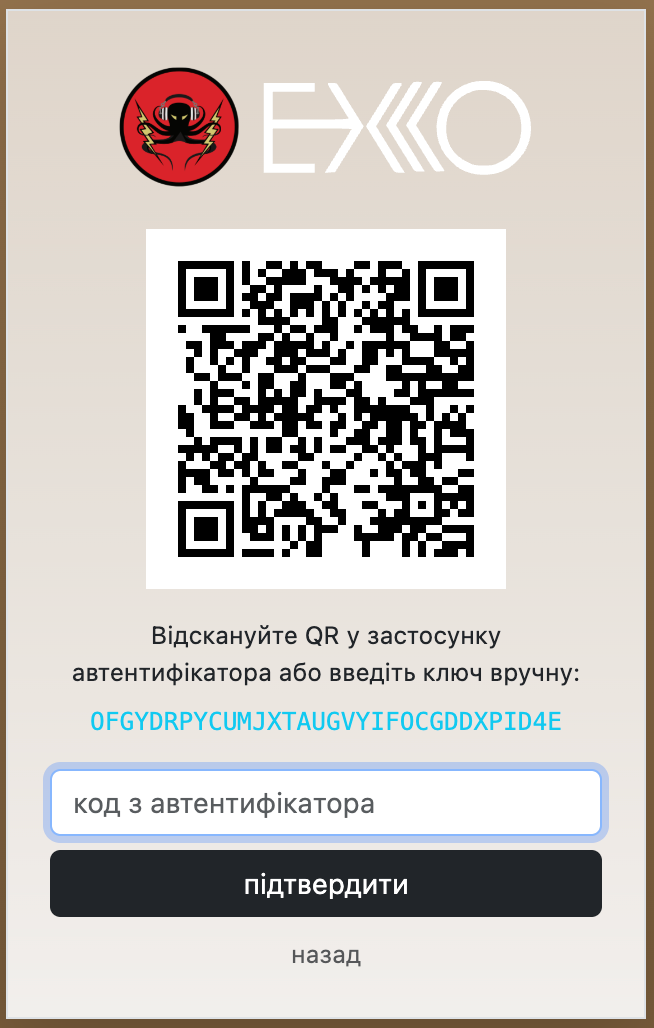 EXO
Відскануйте QR у застосунку
автентифікатора або введіть ключ вручну:
OFGYDRPYCUMJXTAUGVYIFOCGDDXPID4E
код з автентифікатора
підтвердити
назад